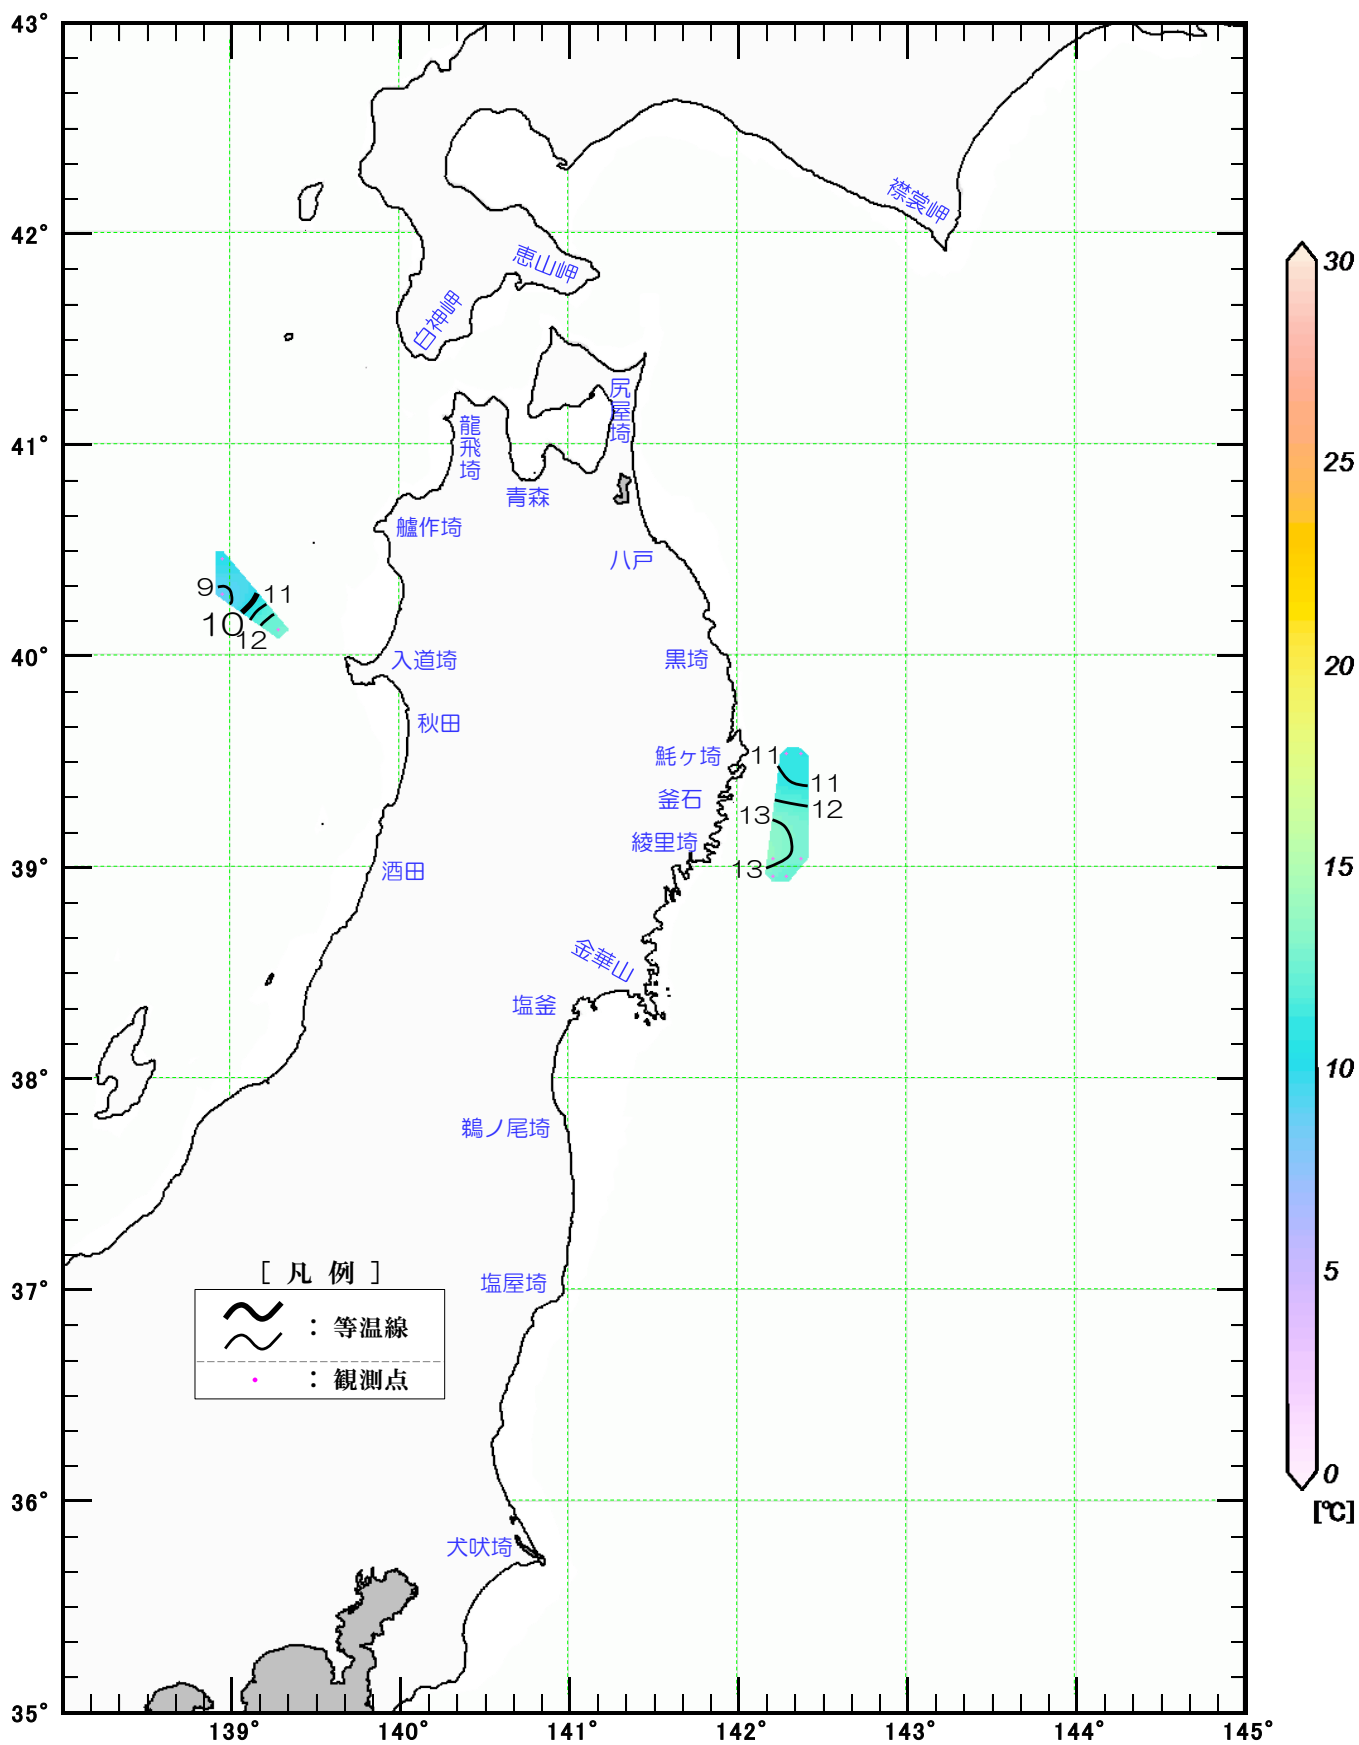 43°
襟裳岬
42°
恵山岬
30
白神岬
尻屋埼
龍飛埼
41°
25
青森
艫作埼
八戸
9
11
10
12
40°
入道埼
黒埼
20
秋田
魹ヶ埼
11
11
釜石
12
13
綾里埼
39°
酒田
13
15
金華山
塩釜
38°
10
鵜ノ尾埼
37°
[ 凡 例 ]
塩屋埼
5
: 等温線
: 観測点
0
36°
[℃]
犬吠埼
35°
139° 140° 141° 142° 143° 144° 145°